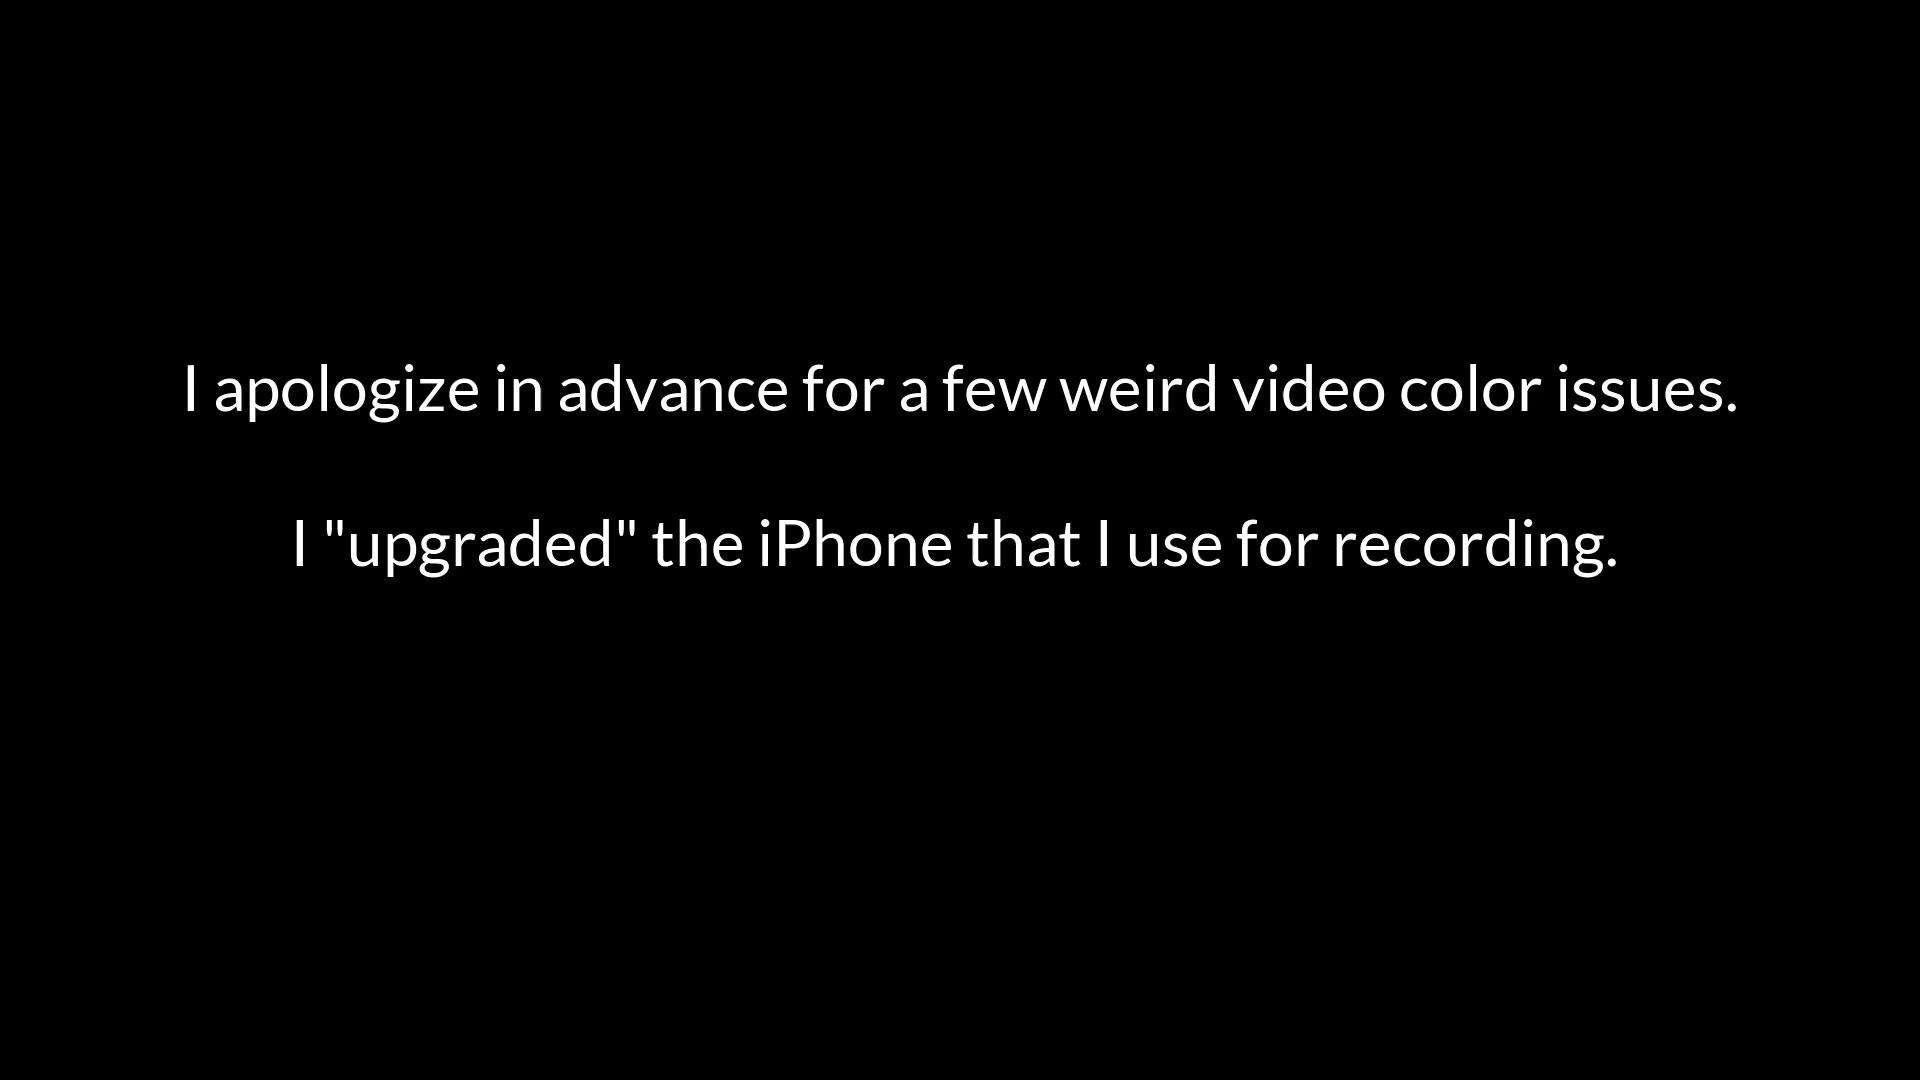 I apologize in advance for a few weird video color issues.
I "upgraded" the iPhone that I use for recording.